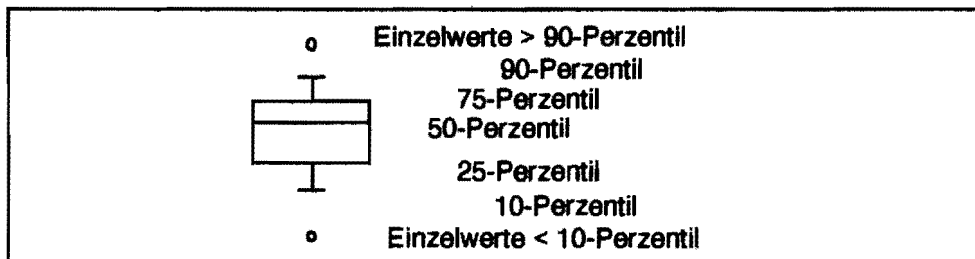 Einzelwerte > 90-Perzentil
90-Perzentil
75-Perzentil
50-Perzentil
25-Perzentil
10-Perzentil
Einzelwerte < 10-Perzentil